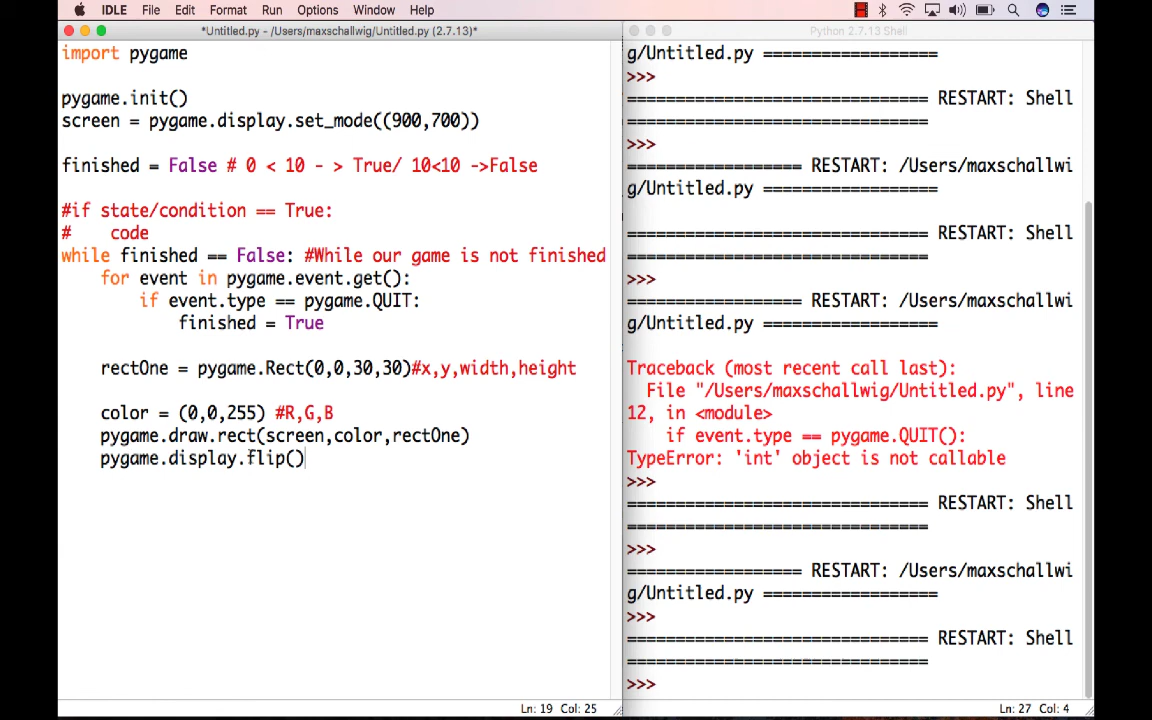 IDLE File Edit Format Run Options Window Help
*Untitled.py - /Users/maxschallwig/Untitled.py (2.7.13)*
import pygame
pygame.init()
screen = pygame.display.set_mode((900,700))
finished = False # 0 < 10 - > True/ 10<10 ->False
#if state/condition == True:
#    code
while finished == False: #While our game is not finished
    for event in pygame.event.get():
        if event.type == pygame.QUIT:
            finished = True
    rectOne = pygame.Rect(0,0,30,30)#x,y,width,height
    color = (0,0,255) #R,G,B
    pygame.draw.rect(screen,color,rectOne)
    pygame.display.flip()
Ln: 19 Col: 25
Python 2.7.13 Shell
g/Untitled.py ==================
>>>
=============================== RESTART: Shell
===============================
>>>
================== RESTART: /Users/maxschallwi
g/Untitled.py ==================
=============================== RESTART: Shell
===============================
>>>
================== RESTART: /Users/maxschallwi
g/Untitled.py ==================
Traceback (most recent call last):
  File "/Users/maxschallwig/Untitled.py", line
12, in <module>
    if event.type == pygame.QUIT():
TypeError: 'int' object is not callable
>>>
=============================== RESTART: Shell
===============================
>>>
================== RESTART: /Users/maxschallwi
g/Untitled.py ==================
>>>
=============================== RESTART: Shell
===============================
>>>
Ln: 27 Col: 4